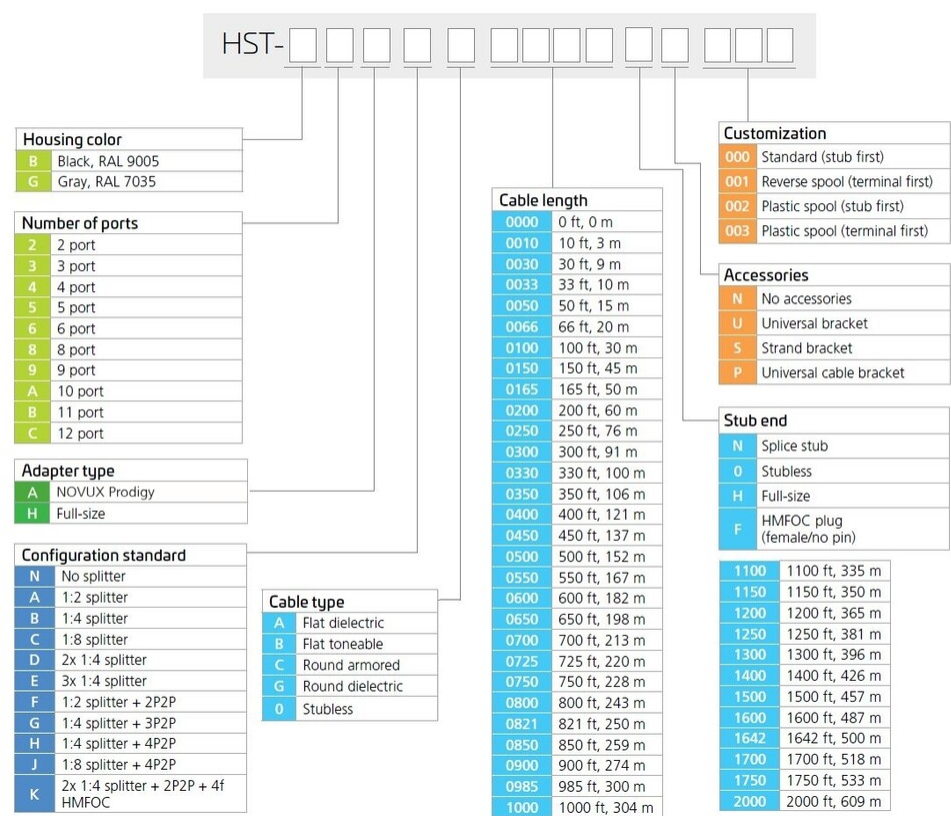 HST-
Housing color
B Black, RAL 9005
G Gray, RAL 7035
Number of ports
2 2 port
3 3 port
4 4 port
5 5 port
6 6 port
8 8 port
9 9 port
A 10 port
B 11 port
C 12 port
Adapter type
A NOVUX Prodigy
H Full-size
Configuration standard
N No splitter
A 1:2 splitter
B 1:4 splitter
C 1:8 splitter
D 2x 1:4 splitter
E 3x 1:4 splitter
F 1:2 splitter + 2P2P
G 1:4 splitter + 3P2P
H 1:4 splitter + 4P2P
J 1:8 splitter + 4P2P
K 2x 1:4 splitter + 2P2P + 4f
HMFOC
Cable type
A Flat dielectric
B Flat toneable
C Round armored
G Round dielectric
0 Stubless
Cable length
0000 0 ft, 0 m
0010 10 ft, 3 m
0030 30 ft, 9 m
0033 33 ft, 10 m
0050 50 ft, 15 m
0066 66 ft, 20 m
0100 100 ft, 30 m
0150 150 ft, 45 m
0165 165 ft, 50 m
0200 200 ft, 60 m
0250 250 ft, 76 m
0300 300 ft, 91 m
0330 330 ft, 100 m
0350 350 ft, 106 m
0400 400 ft, 121 m
0450 450 ft, 137 m
0500 500 ft, 152 m
0550 550 ft, 167 m
0600 600 ft, 182 m
0650 650 ft, 198 m
0700 700 ft, 213 m
0725 725 ft, 220 m
0750 750 ft, 228 m
0800 800 ft, 243 m
0821 821 ft, 250 m
0850 850 ft, 259 m
0900 900 ft, 274 m
0985 985 ft, 300 m
1000 1000 ft, 304 m
Customization
000 Standard (stub first)
001 Reverse spool (terminal first)
002 Plastic spool (stub first)
003 Plastic spool (terminal first)
Accessories
N No accessories
U Universal bracket
S Strand bracket
P Universal cable bracket
Stub end
N Splice stub
0 Stubless
H Full-size
F HMFOC plug
(female/no pin)
1100 1100 ft, 335 m
1150 1150 ft, 350 m
1200 1200 ft, 365 m
1250 1250 ft, 381 m
1300 1300 ft, 396 m
1400 1400 ft, 426 m
1500 1500 ft, 457 m
1600 1600 ft, 487 m
1642 1642 ft, 500 m
1700 1700 ft, 518 m
1750 1750 ft, 533 m
2000 2000 ft, 609 m